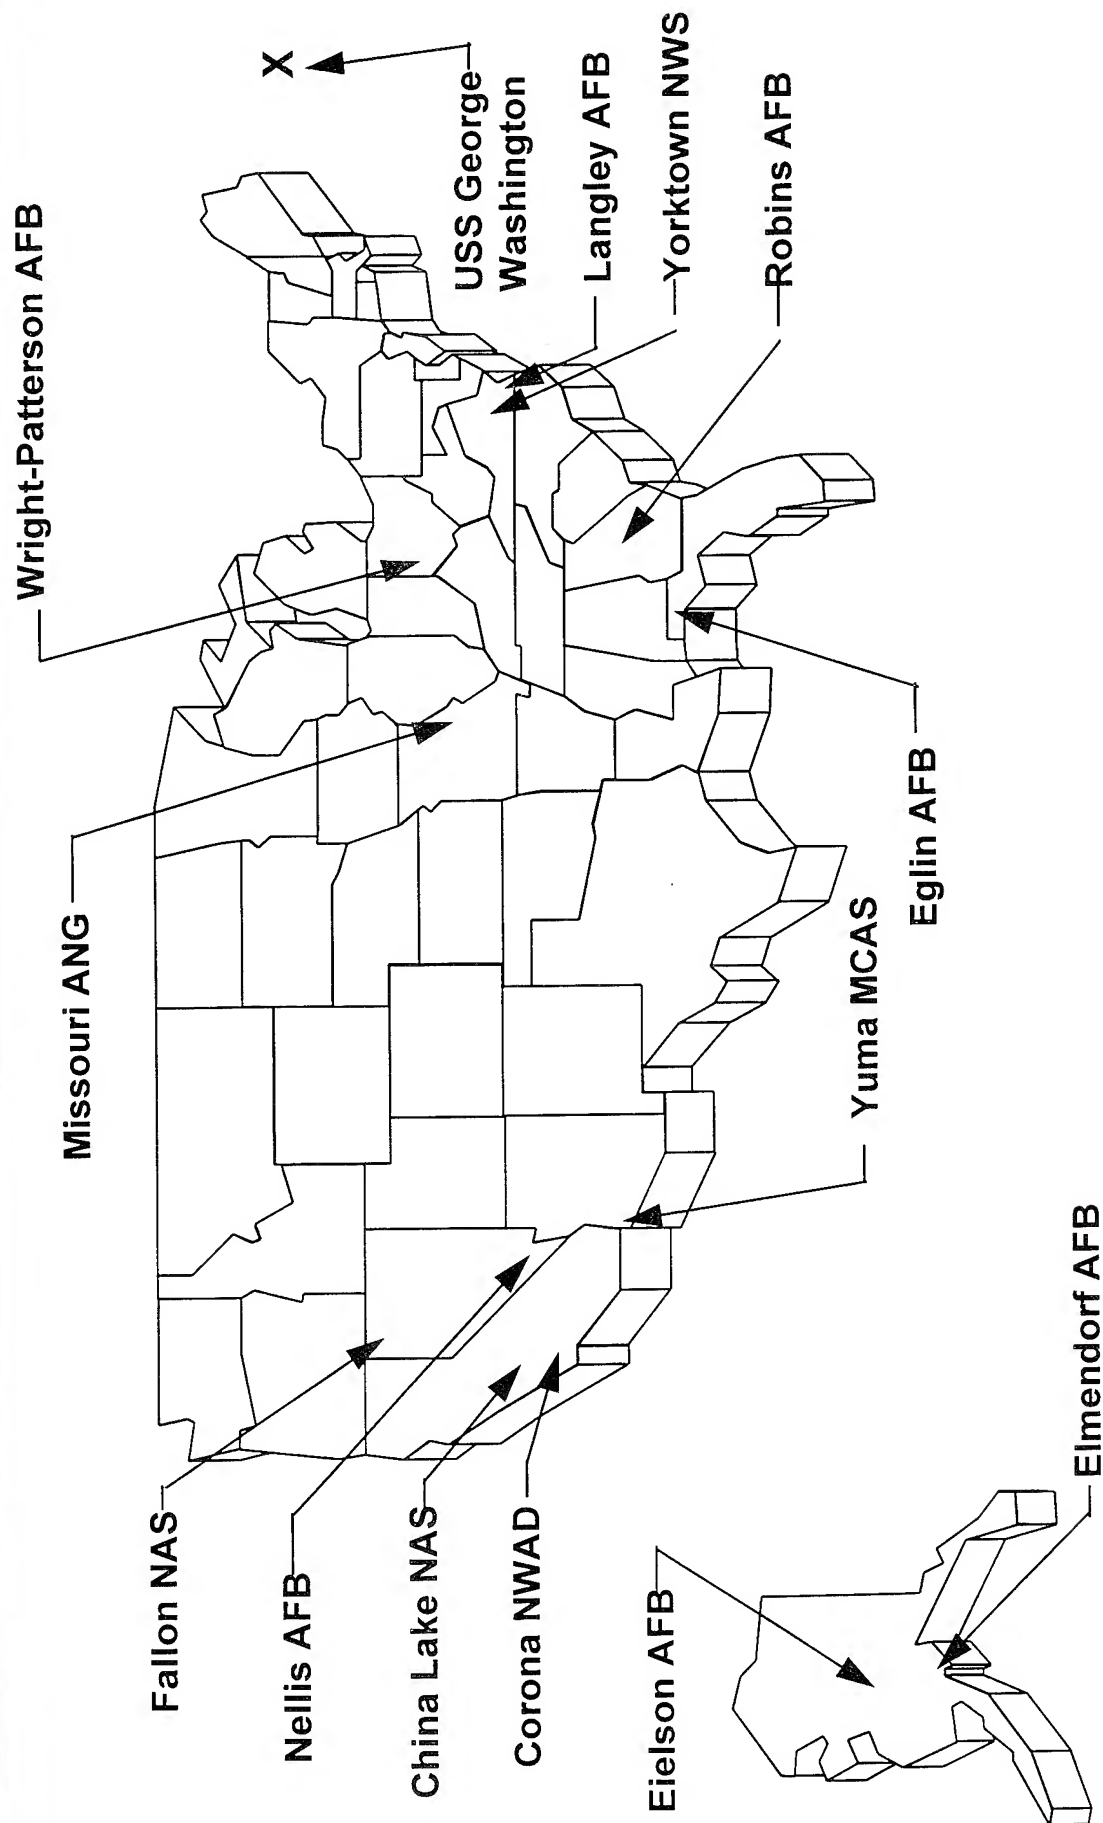 Wright-Patterson AFB
Missouri ANG
Fallon NAS
Nellis AFB
China Lake NAS
Corona NWAD
Eielson AFB
Elmendorf AFB
Yuma MCAS
Eglin AFB
Robins AFB
Yorktown NWS
Langley AFB
USS George
Washington
X